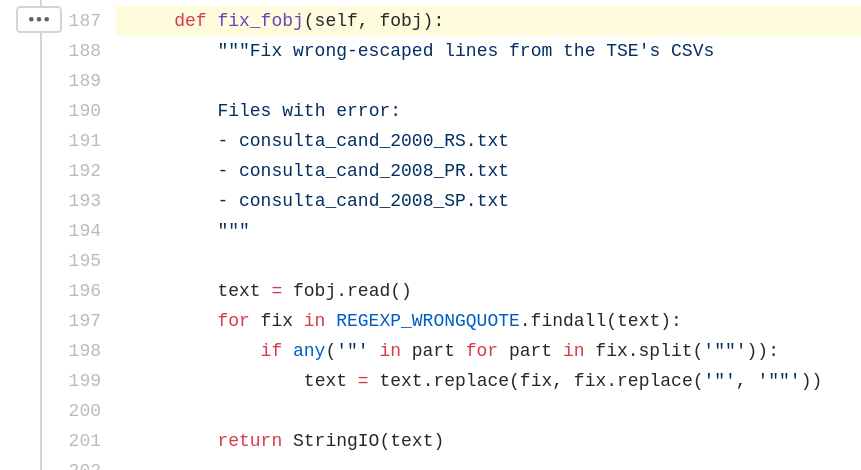 187 def fix_fobj(self, fobj):
188 """Fix wrong-escaped lines from the TSE's CSVs
189
190 Files with error:
191 - consulta_cand_2000_RS.txt
192 - consulta_cand_2008_PR.txt
193 - consulta_cand_2008_SP.txt
194 """
195
196 text = fobj.read()
197 for fix in REGEXP_WRONGQUOTE.findall(text):
198 if any('"' in part for part in fix.split('""')):
199 text = text.replace(fix, fix.replace('"', '""'))
200
201 return StringIO(text)
202